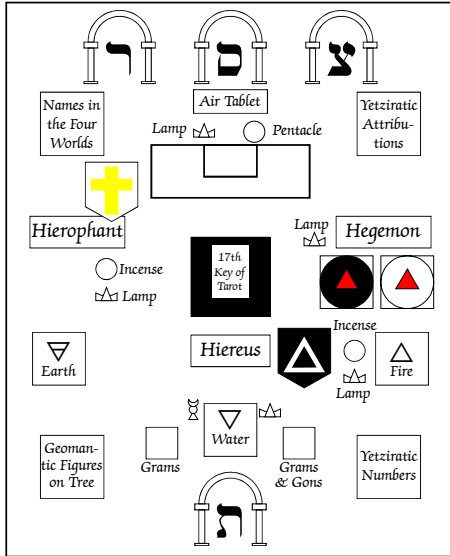 ר ס צ
Air Tablet
Names in
the Four
Worlds
Lamp
Pentacle
Yetziratic
Attribu-
tions
Hierophant
Lamp
Hegemon
Incense
Lamp
17th
Key of
Tarot
Earth
Hiereus
Incense
Lamp
Fire
Water
Geoman-
tic Figures
on Tree
Grams
Grams
& Gons
Yetziratic
Numbers
ת